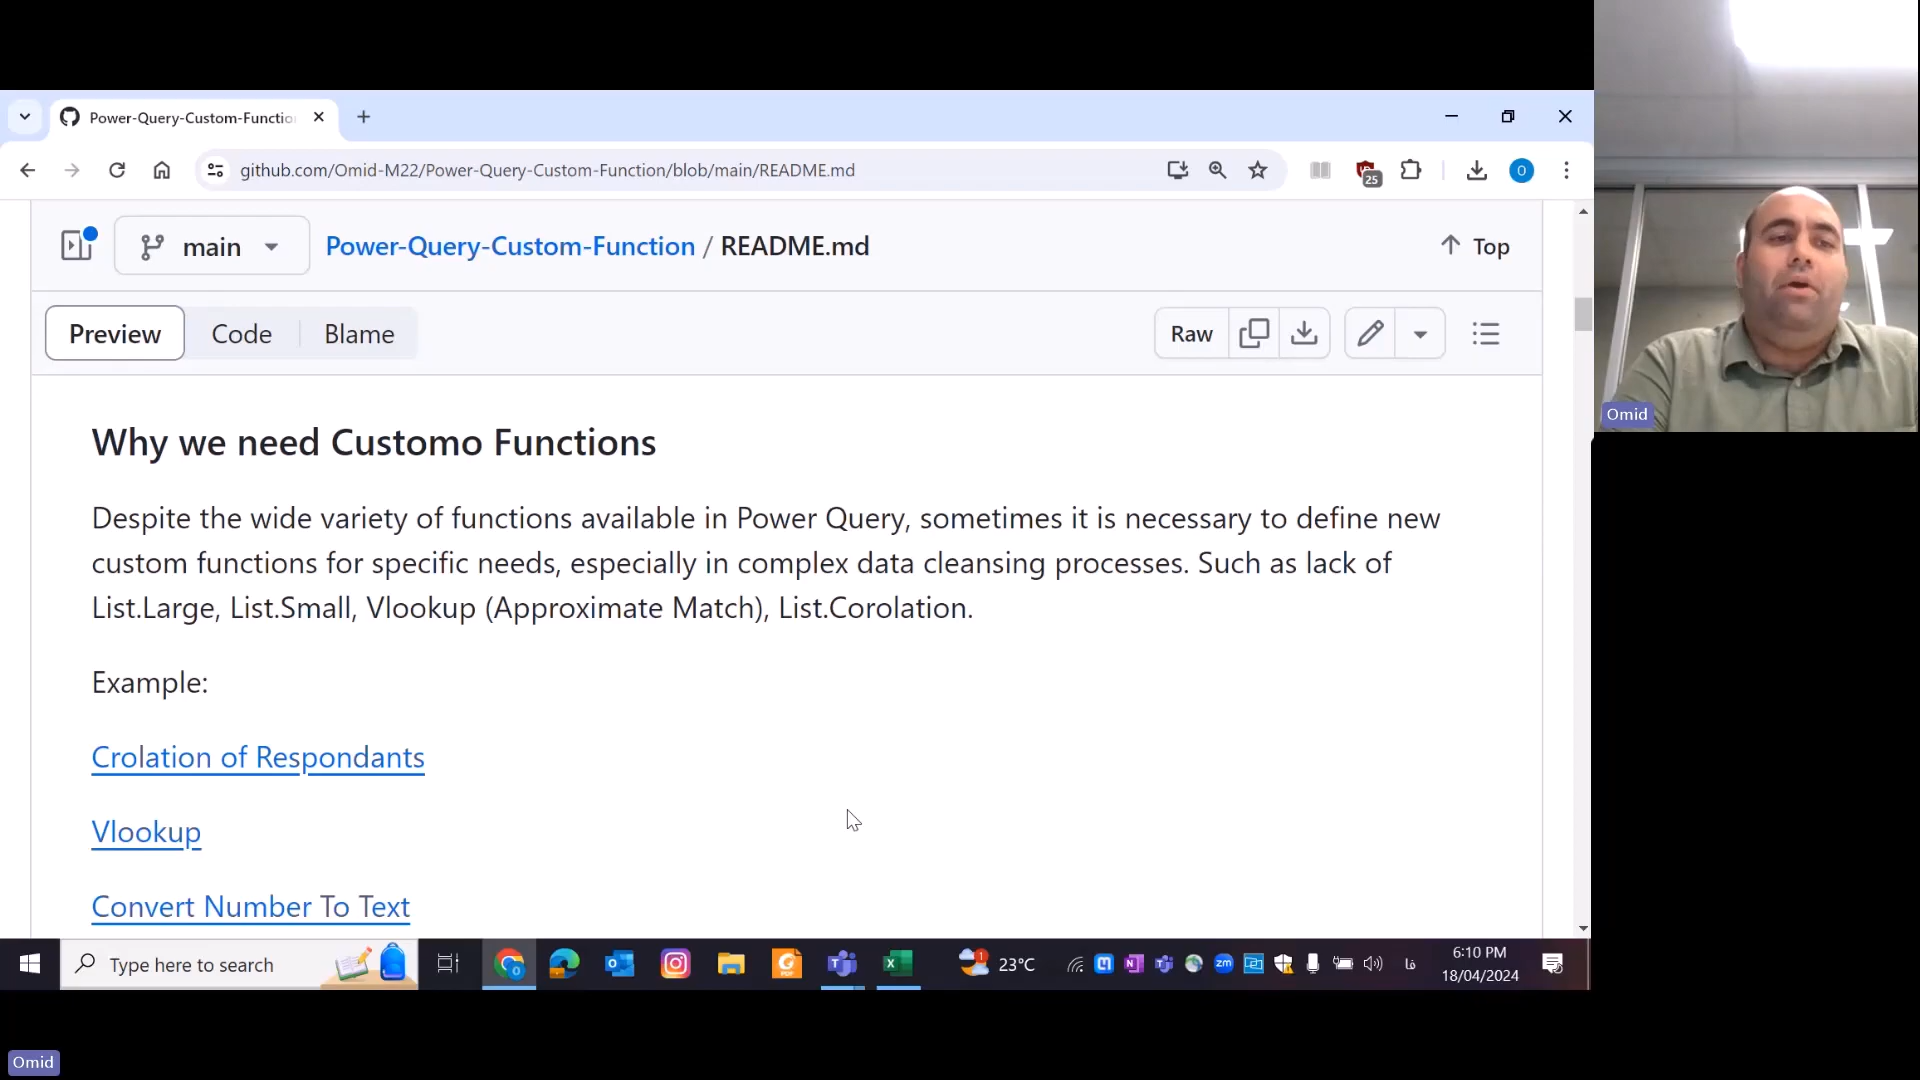 Power-Query-Custom-Functio
github.com/Omid-M22/Power-Query-Custom-Function/blob/main/README.md
25
O
main
Power-Query-Custom-Function / README.md
Top
Preview
Code
Blame
Raw
Why we need Customo Functions
Despite the wide variety of functions available in Power Query, sometimes it is necessary to define new
custom functions for specific needs, especially in complex data cleansing processes. Such as lack of
List.Large, List.Small, Vlookup (Approximate Match), List.Corolation.
Example:
Crolation of Respondants
Vlookup
Convert Number To Text
Type here to search
23°C
zm
فا
6:10 PM
18/04/2024
Omid
Omid